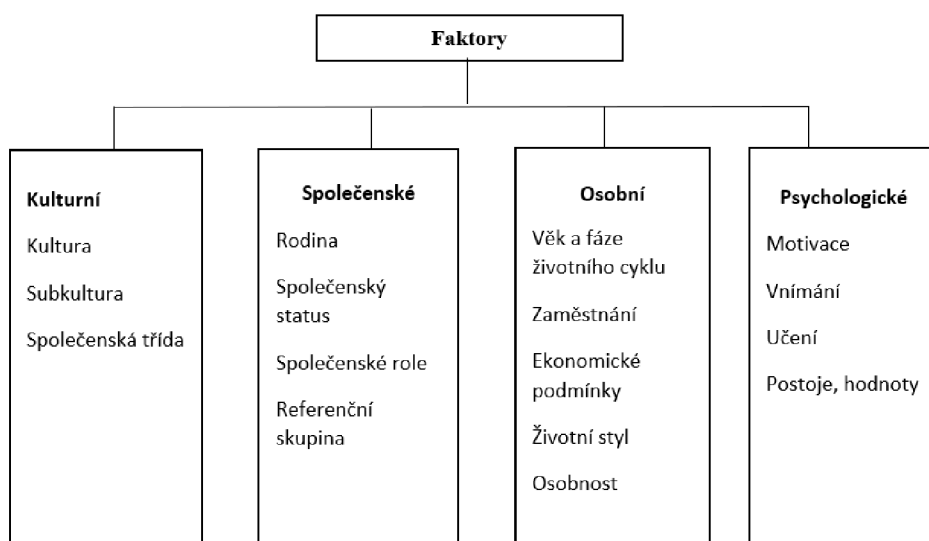 Faktory
Kulturní
Kultura
Subkultura
Společenská třída
Společenské
Rodina
Společenský
status
Společenské role
Referenční
skupina
Osobní
Věk a fáze
životního cyklu
Zaměstnání
Ekonomické
podmínky
Životní styl
Osobnost
Psychologické
Motivace
Vnímání
Učení
Postoje, hodnoty